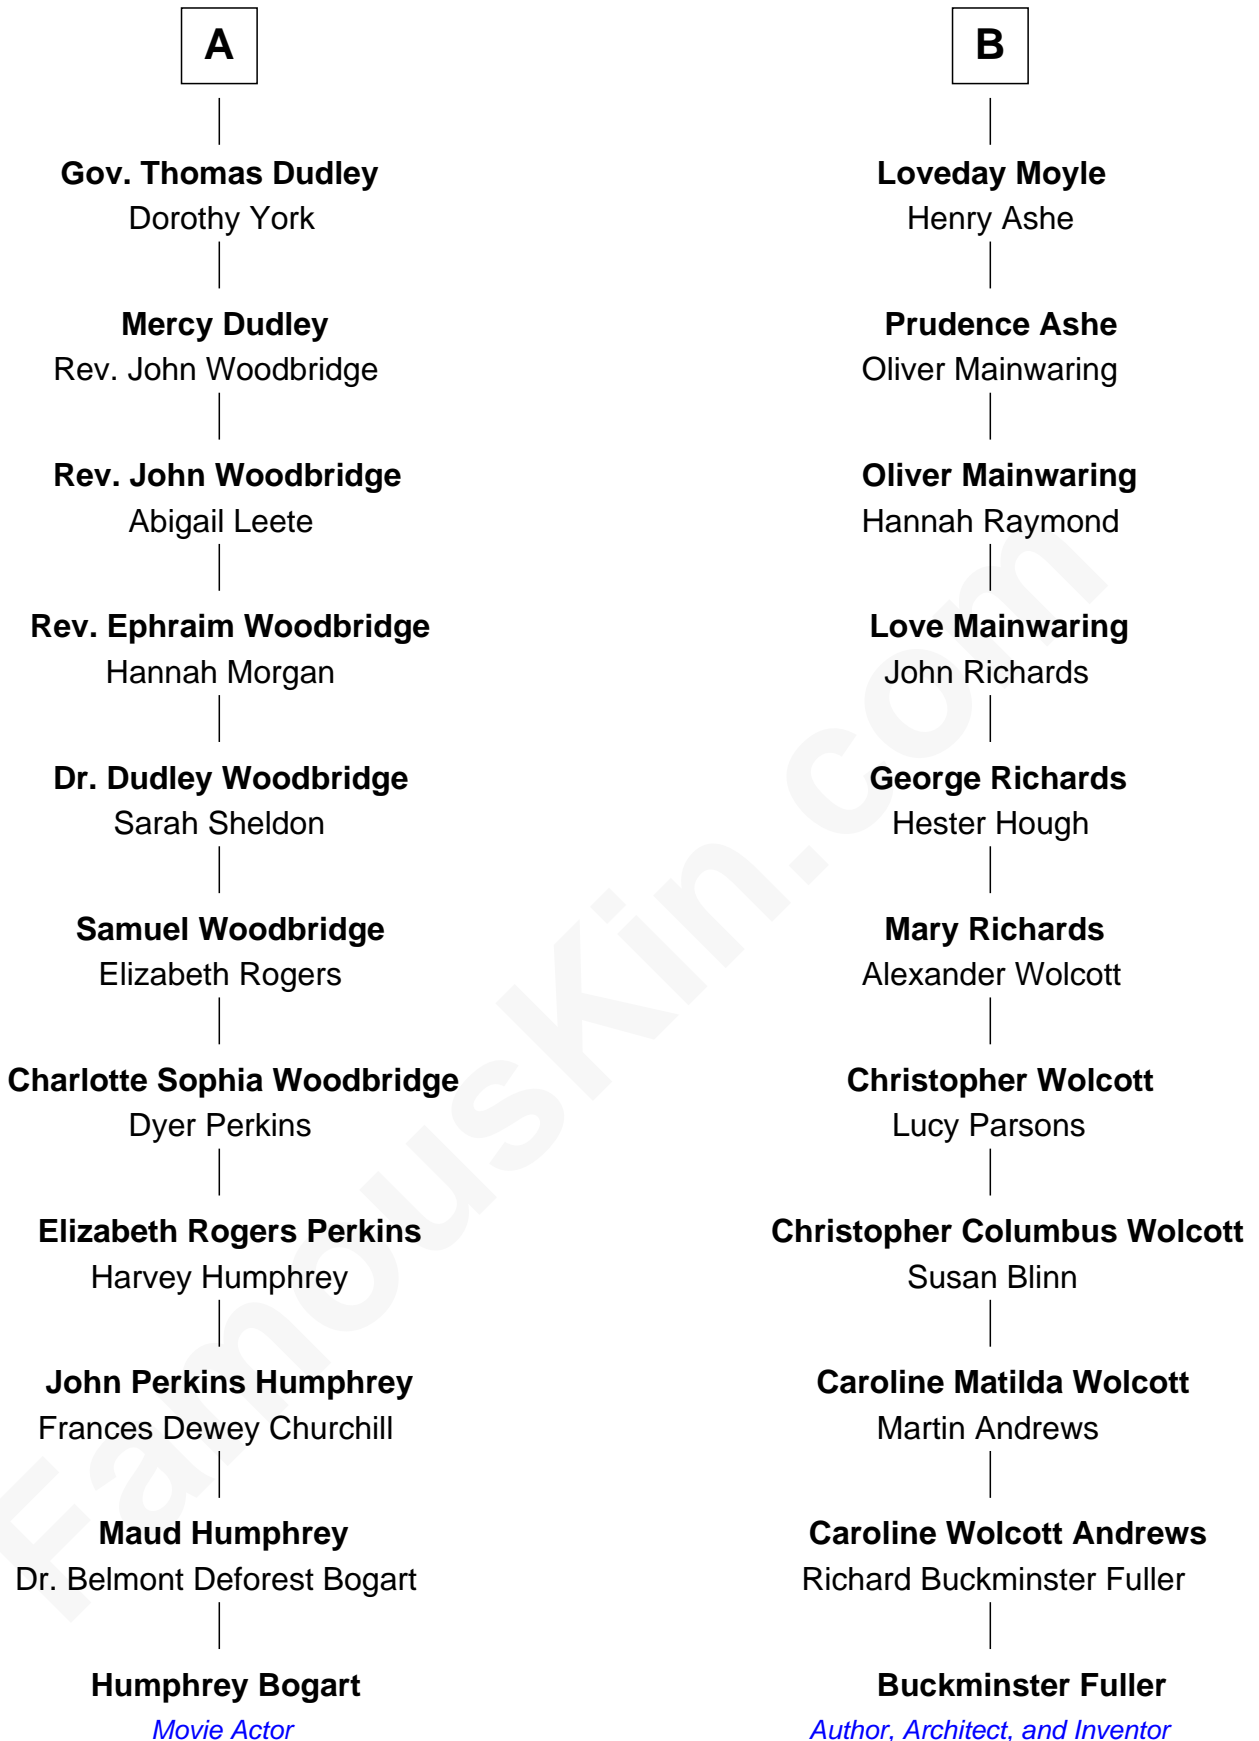 A
Gov. Thomas Dudley
Dorothy York
Mercy Dudley
Rev. John Woodbridge
Rev. John Woodbridge
Abigail Leete
Rev. Ephraim Woodbridge
Hannah Morgan
Dr. Dudley Woodbridge
Sarah Sheldon
Samuel Woodbridge
Elizabeth Rogers
Charlotte Sophia Woodbridge
Dyer Perkins
Elizabeth Rogers Perkins
Harvey Humphrey
John Perkins Humphrey
Frances Dewey Churchill
Maud Humphrey
Dr. Belmont Deforest Bogart
Humphrey Bogart
Movie Actor
B
Loveday Moyle
Henry Ashe
Prudence Ashe
Oliver Mainwaring
Oliver Mainwaring
Hannah Raymond
Love Mainwaring
John Richards
George Richards
Hester Hough
Mary Richards
Alexander Wolcott
Christopher Wolcott
Lucy Parsons
Christopher Columbus Wolcott
Susan Blinn
Caroline Matilda Wolcott
Martin Andrews
Caroline Wolcott Andrews
Richard Buckminster Fuller
Buckminster Fuller
Author, Architect, and Inventor
FamousKin.com